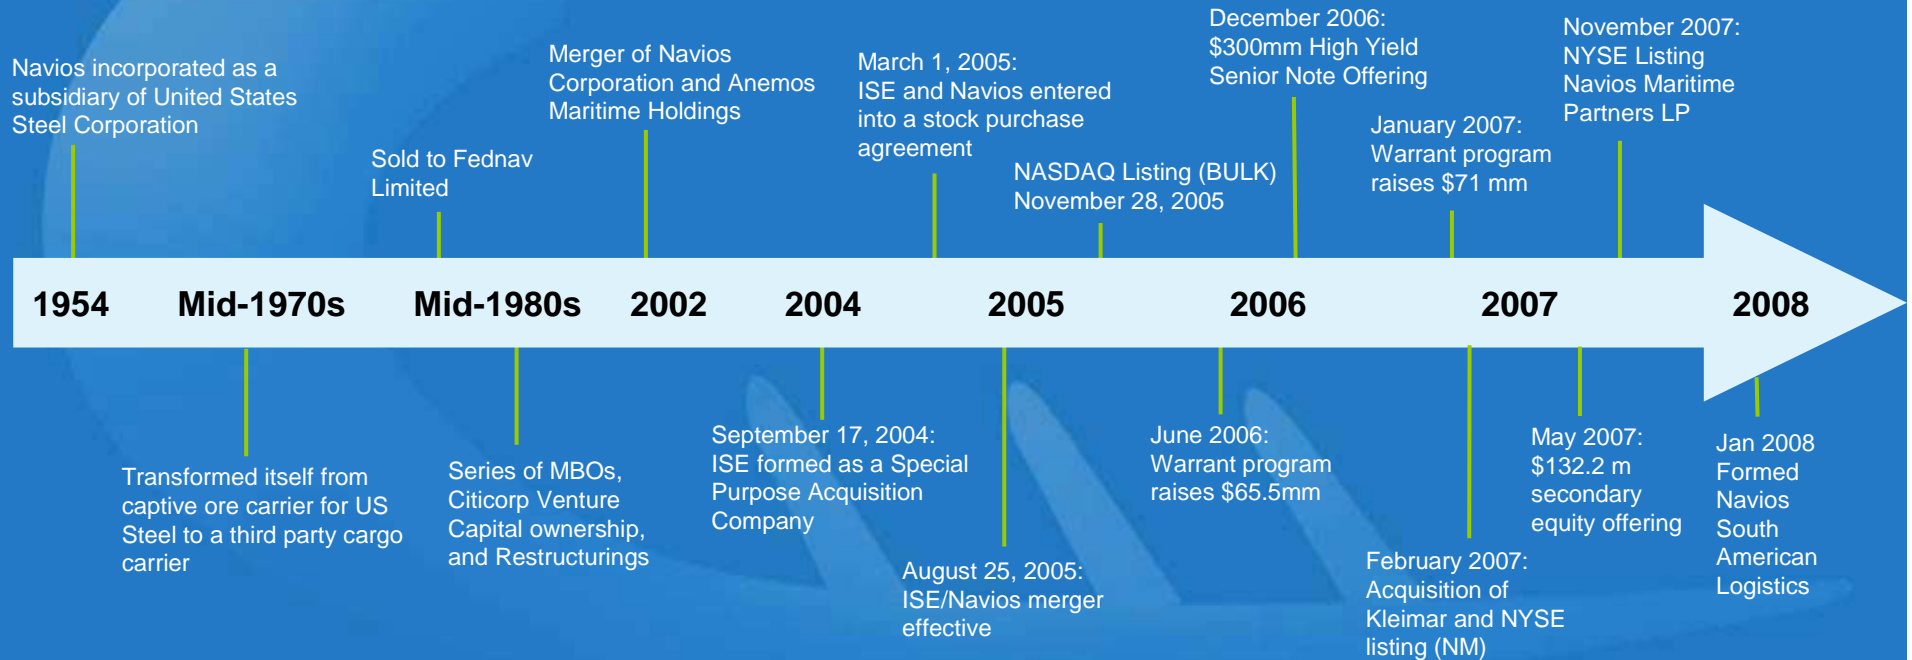 Navios incorporated as a
subsidiary of United States
Steel Corporation
Sold to Fednav
Limited
Merger of Navios
Corporation and Anemos
Maritime Holdings
March 1, 2005:
ISE and Navios entered
into a stock purchase
agreement
NASDAQ Listing (BULK)
November 28, 2005
December 2006:
$300mm High Yield
Senior Note Offering
January 2007:
Warrant program
raises $71 mm
November 2007:
NYSE Listing
Navios Maritime
Partners LP
1954 Mid-1970s Mid-1980s 2002 2004 2005 2006 2007 2008
Transformed itself from
captive ore carrier for US
Steel to a third party cargo
carrier
Series of MBOs,
Citicorp Venture
Capital ownership,
and Restructurings
September 17, 2004:
ISE formed as a Special
Purpose Acquisition
Company
August 25, 2005:
ISE/Navios merger
effective
June 2006:
Warrant program
raises $65.5mm
February 2007:
Acquisition of
Kleimar and NYSE
listing (NM)
May 2007:
$132.2 m
secondary
equity offering
Jan 2008
Formed
Navios
South
American
Logistics